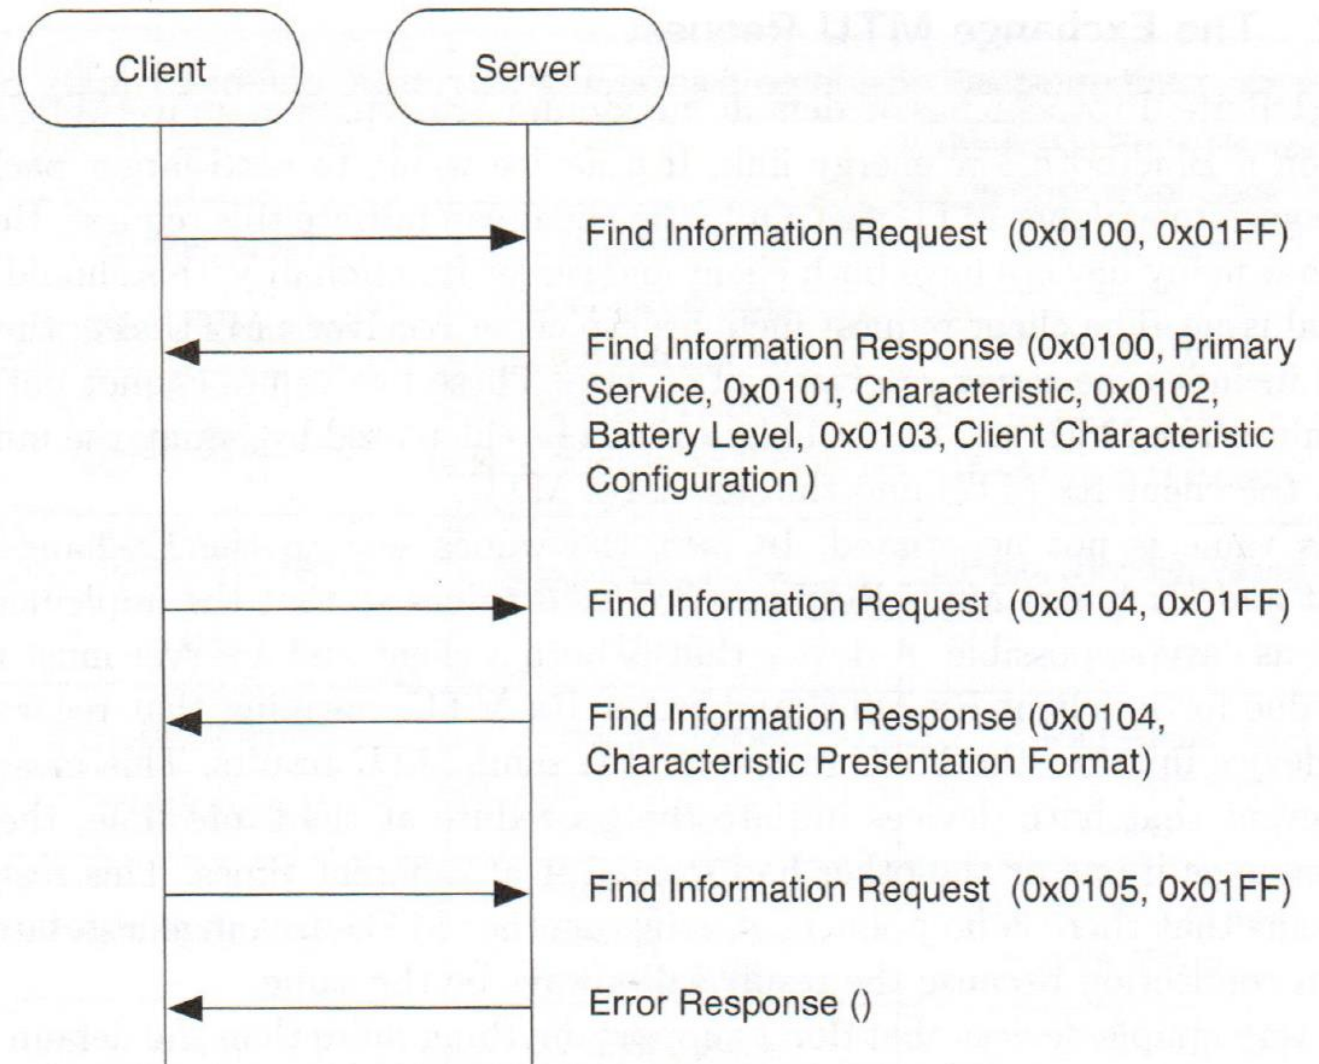 Client
Server
Find Information Request (0x0100, 0x01FF)
Find Information Response (0x0100, Primary
Service, 0x0101, Characteristic, 0x0102,
Battery Level, 0x0103, Client Characteristic
Configuration)
Find Information Request (0x0104, 0x01FF)
Find Information Response (0x0104,
Characteristic Presentation Format)
Find Information Request (0x0105, 0x01FF)
Error Response ()